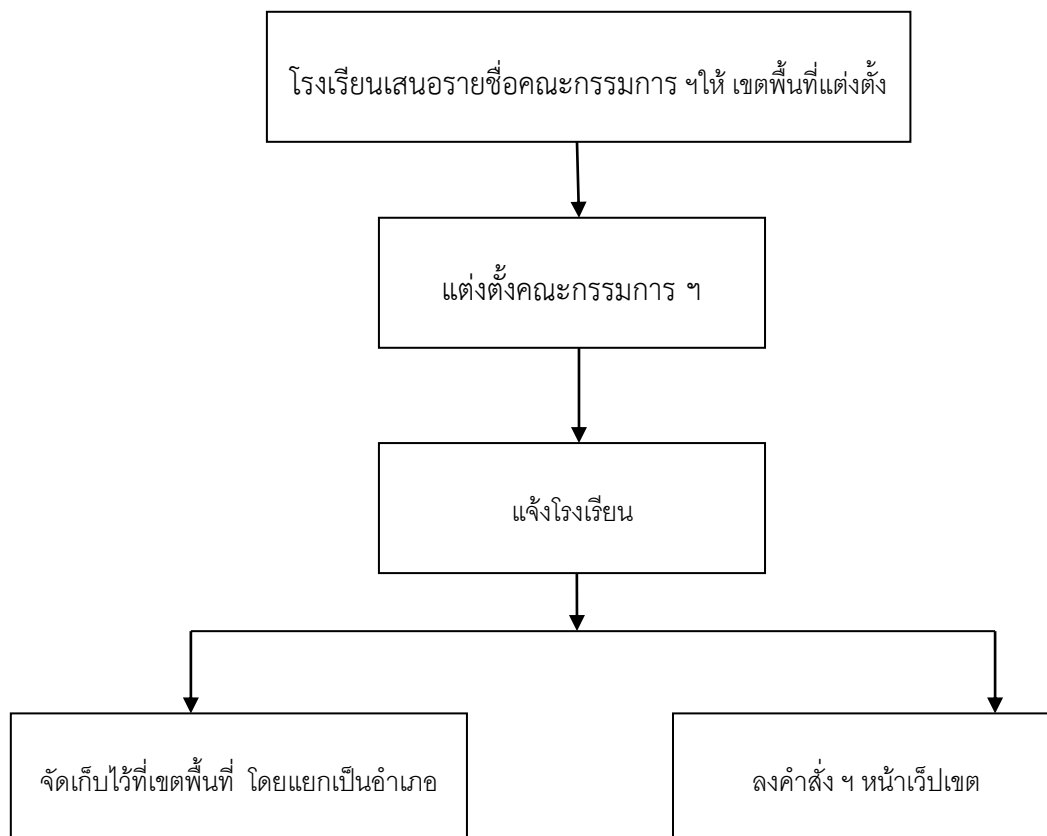 โรงเรียนเสนอรายชื่อคณะกรรมการ ฯให้ เขตพื้นที่แต่งตั้ง
แต่งตั้งคณะกรรมการ ฯ
แจ้งโรงเรียน
จัดเก็บไว้ที่เขตพื้นที่ โดยแยกเป็นอำเภอ
ลงคำสั่ง ฯ หน้าเว็ปเขต